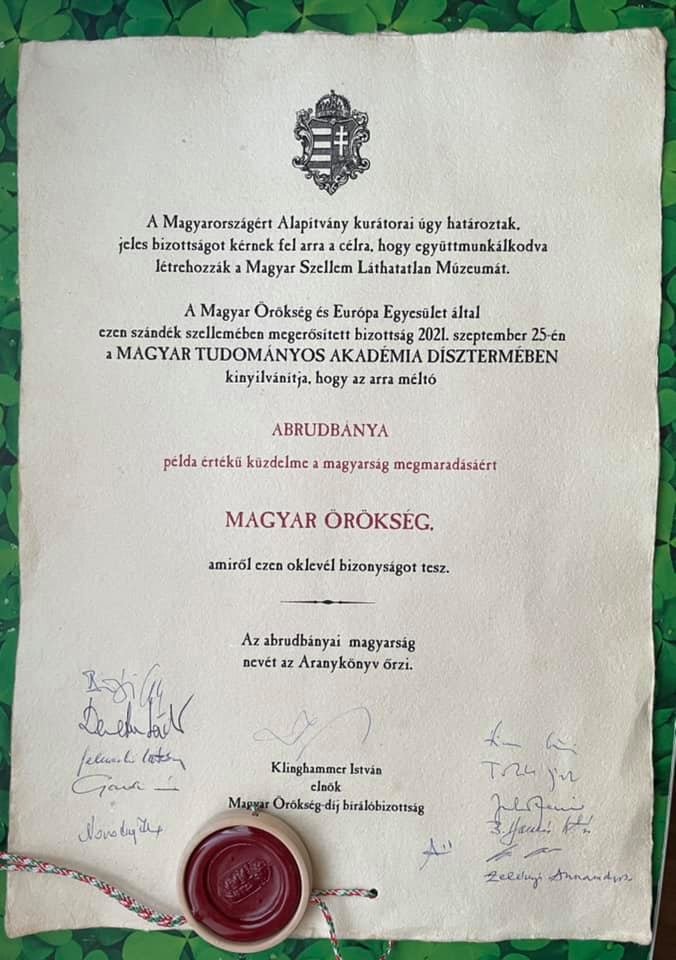 A Magyarországért Alapítvány kurátorai úgy határoztak,
jeles bizottságot kérnek fel arra a célra, hogy együttmunkálkodva
létrehozzák a Magyar Szellem Láthatatlan Múzeumát.
A Magyar Örökség és Európa Egyesület által
ezen szándék szellemében megerősített bizottság 2021. szeptember 25-én
a MAGYAR TUDOMÁNYOS AKADÉMIA DÍSZTERMÉBEN
kinyilvánítja, hogy az arra méltó
ABRUDBÁNYA
példa értékű küzdelme a magyarság megmaradásáért
MAGYAR ÖRÖKSÉG,
amiről ezen oklevél bizonyságot tesz.
Az abrudbányai magyarság
nevét az Aranykönyv őrzi.
Klinghammer István
elnök
Magyar Örökség-díj bírálóbizottság